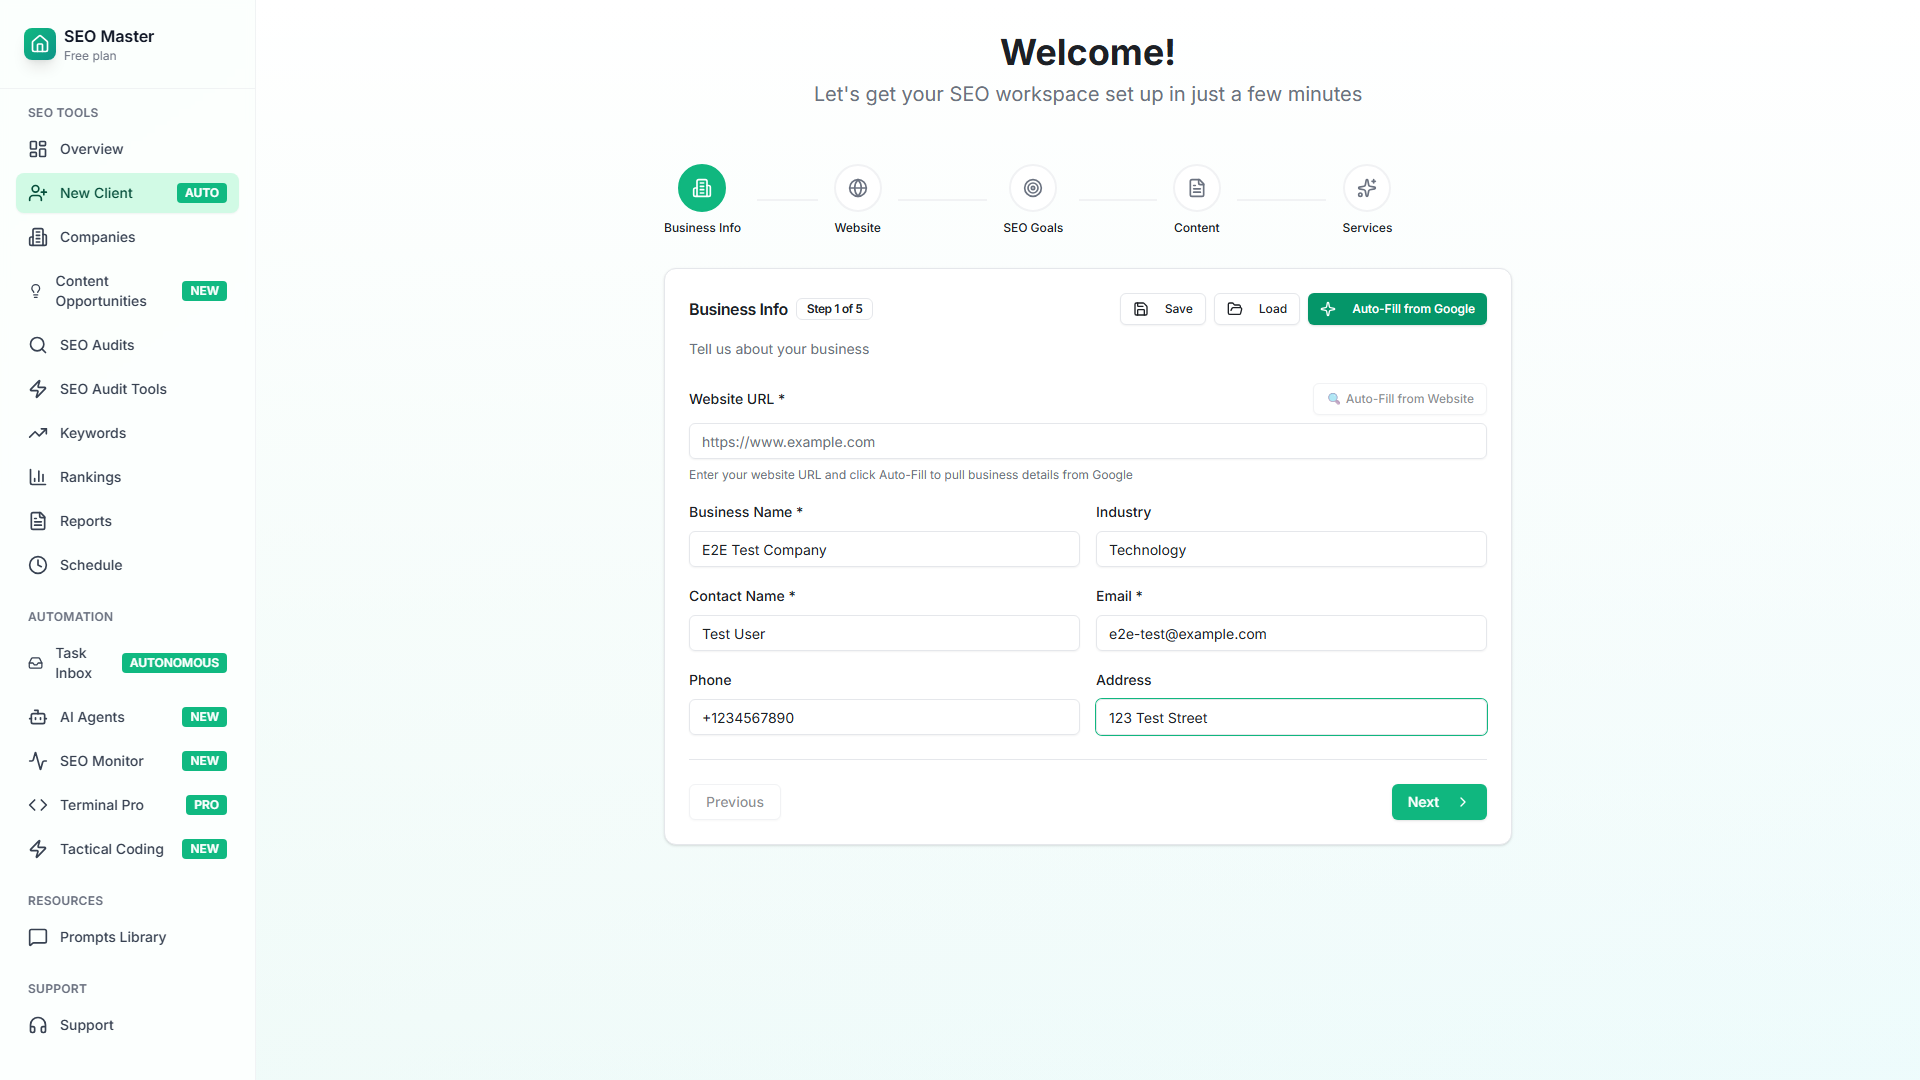 SEO Master
Free plan
SEO TOOLS
Overview
New Client AUTO
Companies
Content
Opportunities
NEW
SEO Audits
SEO Audit Tools
Keywords
Rankings
Reports
Schedule
AUTOMATION
Task
Inbox
AUTONOMOUS
AI Agents NEW
SEO Monitor NEW
Terminal Pro PRO
Tactical Coding NEW
RESOURCES
Prompts Library
SUPPORT
Support
Welcome!
Let's get your SEO workspace set up in just a few minutes
Business Info Website SEO Goals Content Services
Business Info Step 1 of 5 Save Load Auto-Fill from Google
Tell us about your business
Website URL * Auto-Fill from Website
https://www.example.com
Enter your website URL and click Auto-Fill to pull business details from Google
Business Name * Industry
E2E Test Company Technology
Contact Name * Email *
Test User e2e-test@example.com
Phone Address
+1234567890 123 Test Street
Previous Next